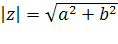 |z| = √(a² + b²)